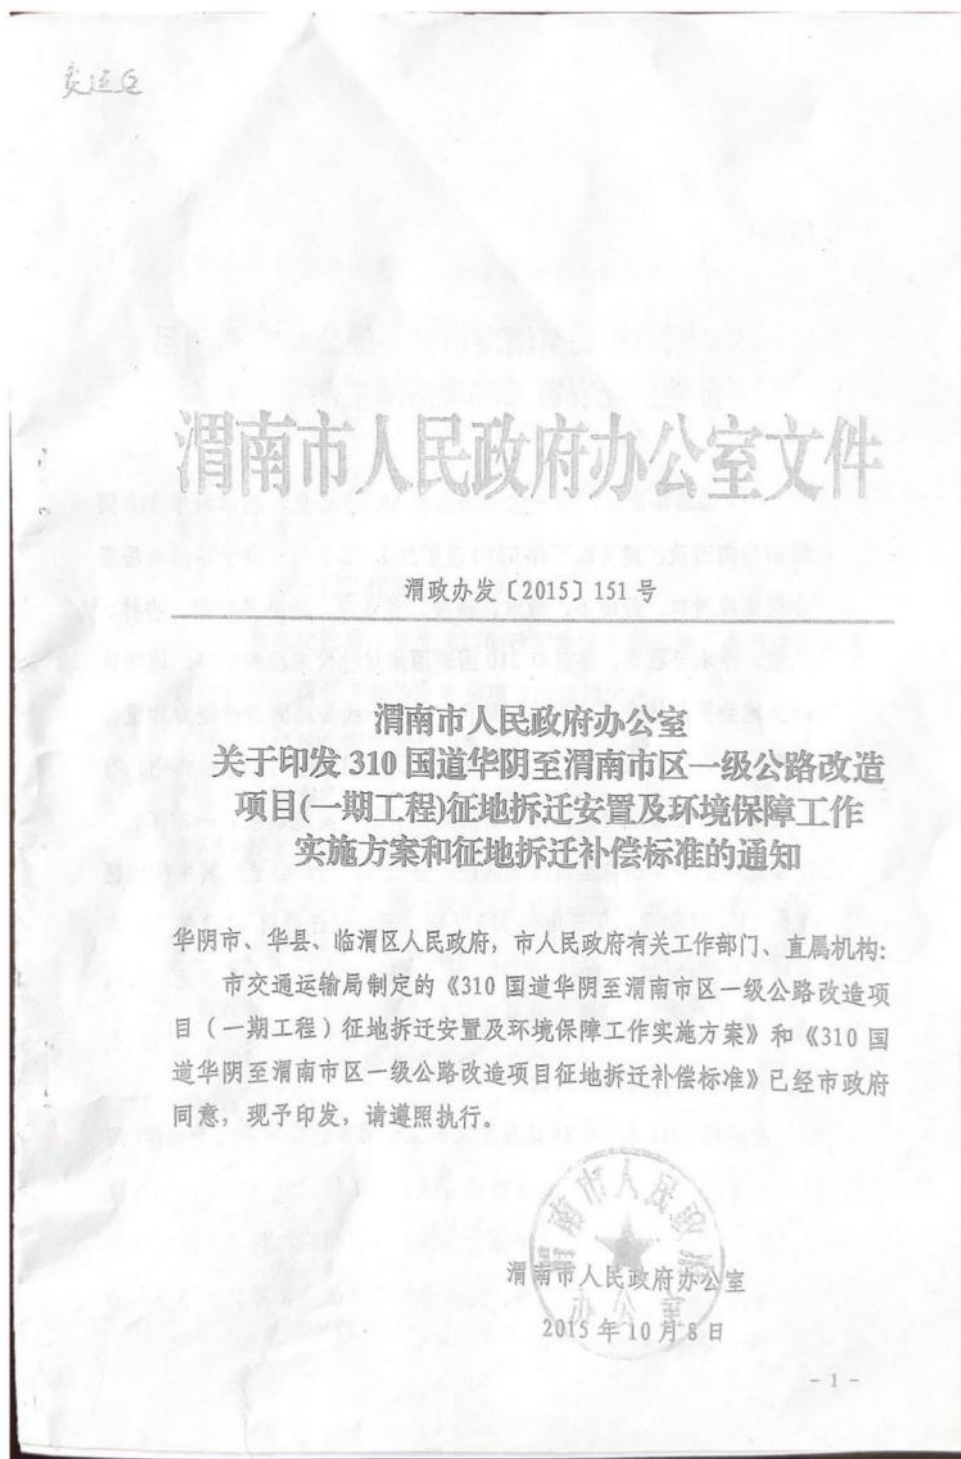 交运区
渭南市人民政府办公室文件
渭政办发〔2015〕151号
渭南市人民政府办公室
关于印发310国道华阴至渭南市区一级公路改造
项目(一期工程)征地拆迁安置及环境保障工作
实施方案和征地拆迁补偿标准的通知
华阴市、华县、临渭区人民政府，市人民政府有关工作部门、直属机构：
市交通运输局制定的《310国道华阴至渭南市区一级公路改造项
目（一期工程）征地拆迁安置及环境保障工作实施方案》和《310国
道华阴至渭南市区一级公路改造项目征地拆迁补偿标准》已经市政府
同意，现予印发，请遵照执行。
渭南市人民政府
渭南市人民政府办公室
办公室
2015年10月8日
- 1 -